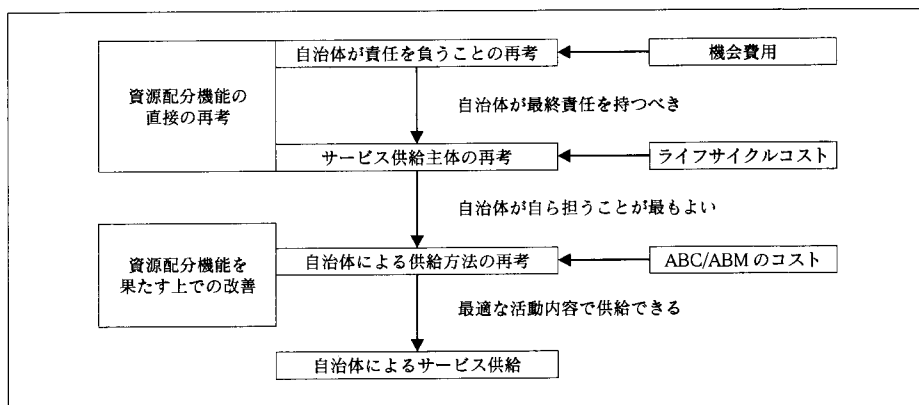 自治体が責任を負うことの再考
機会費用
資源配分機能の
直接の再考
自治体が最終責任を持つべき
サービス供給主体の再考
ライフサイクルコスト
自治体が自ら担うことが最もよい
資源配分機能を
果たす上での改善
自治体による供給方法の再考
ABC/ABMのコスト
最適な活動内容で供給できる
自治体によるサービス供給